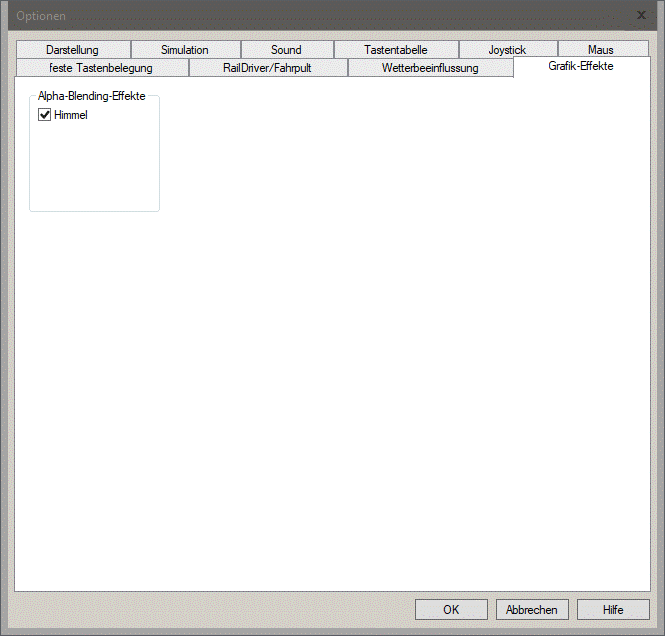 Optionen
Darstellung Simulation Sound Tastentabelle Joystick Maus
feste Tastenbelegung RailDriver/Fahrpult Wetterbeeinflussung Grafik-Effekte
Alpha-Blending-Effekte
Himmel
OK Abbrechen Hilfe